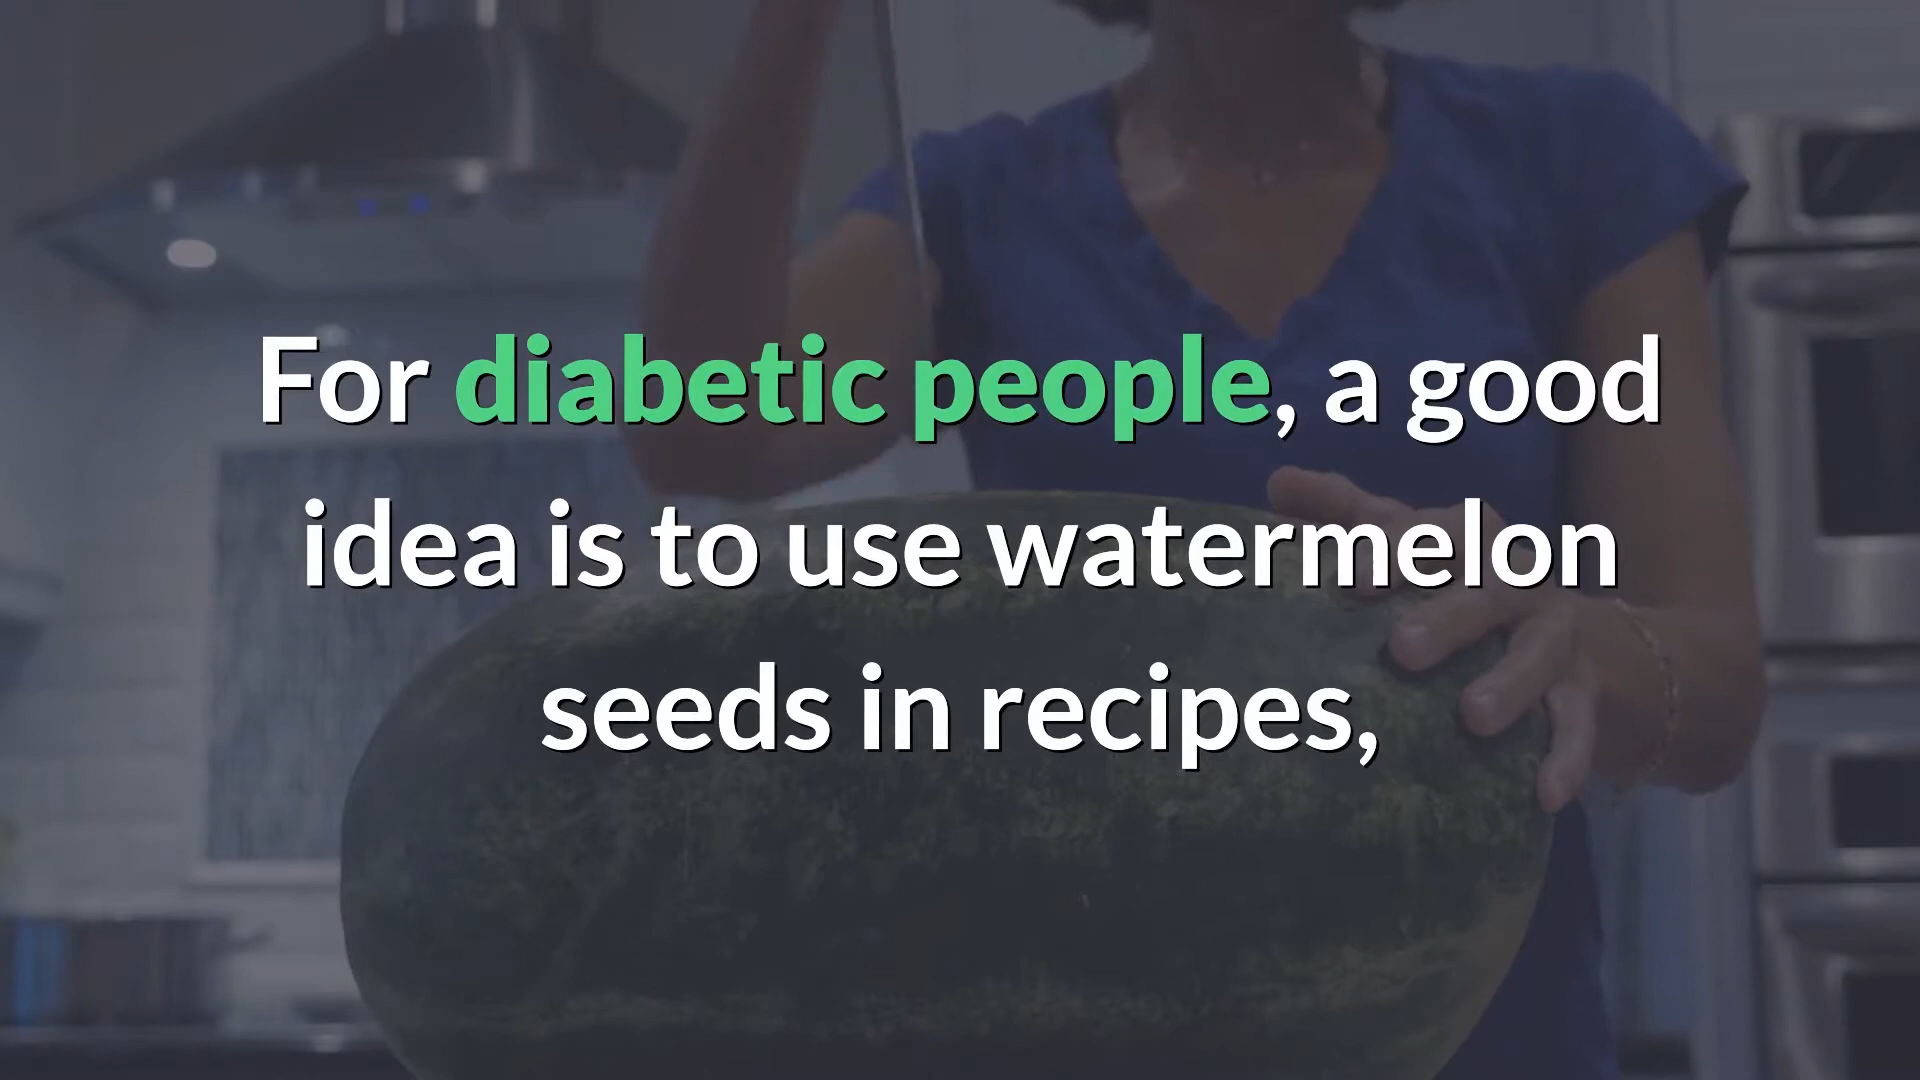 For diabetic people, a good
idea is to use watermelon
seeds in recipes,